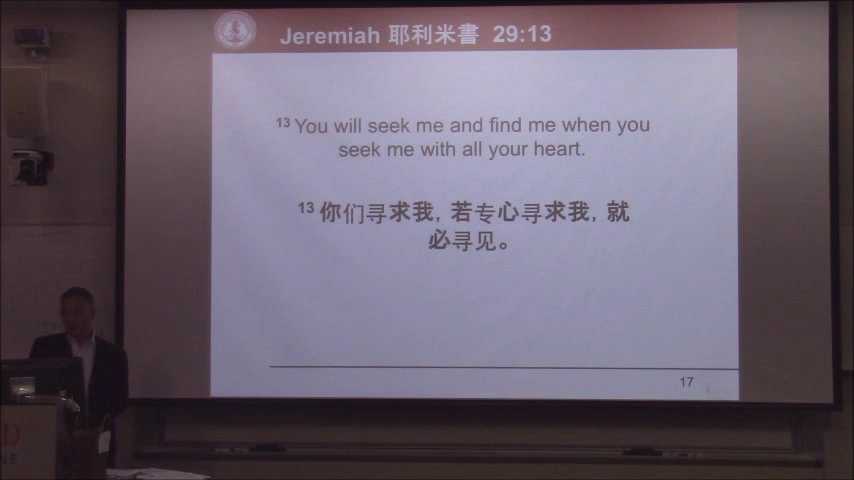 Jeremiah 耶利米書 29:13
13 You will seek me and find me when you
seek me with all your heart.
13 你们寻求我，若专心寻求我，就
必寻见。
17
D
NE